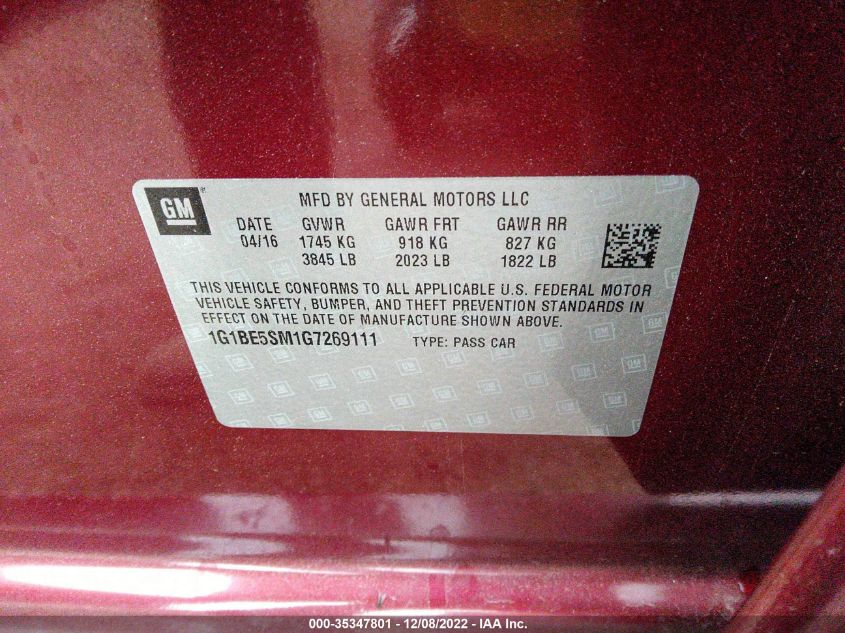 GM®
MFD BY GENERAL MOTORS LLC
DATE GVWR GAWR FRT GAWR RR
04/16 1745 KG 918 KG 827 KG
3845 LB 2023 LB 1822 LB
THIS VEHICLE CONFORMS TO ALL APPLICABLE U.S. FEDERAL MOTOR
VEHICLE SAFETY, BUMPER, AND THEFT PREVENTION STANDARDS IN
EFFECT ON THE DATE OF MANUFACTURE SHOWN ABOVE.
1G1BE5SM1G7269111 TYPE: PASS CAR
000-35347801 - 12/08/2022 - IAA Inc.